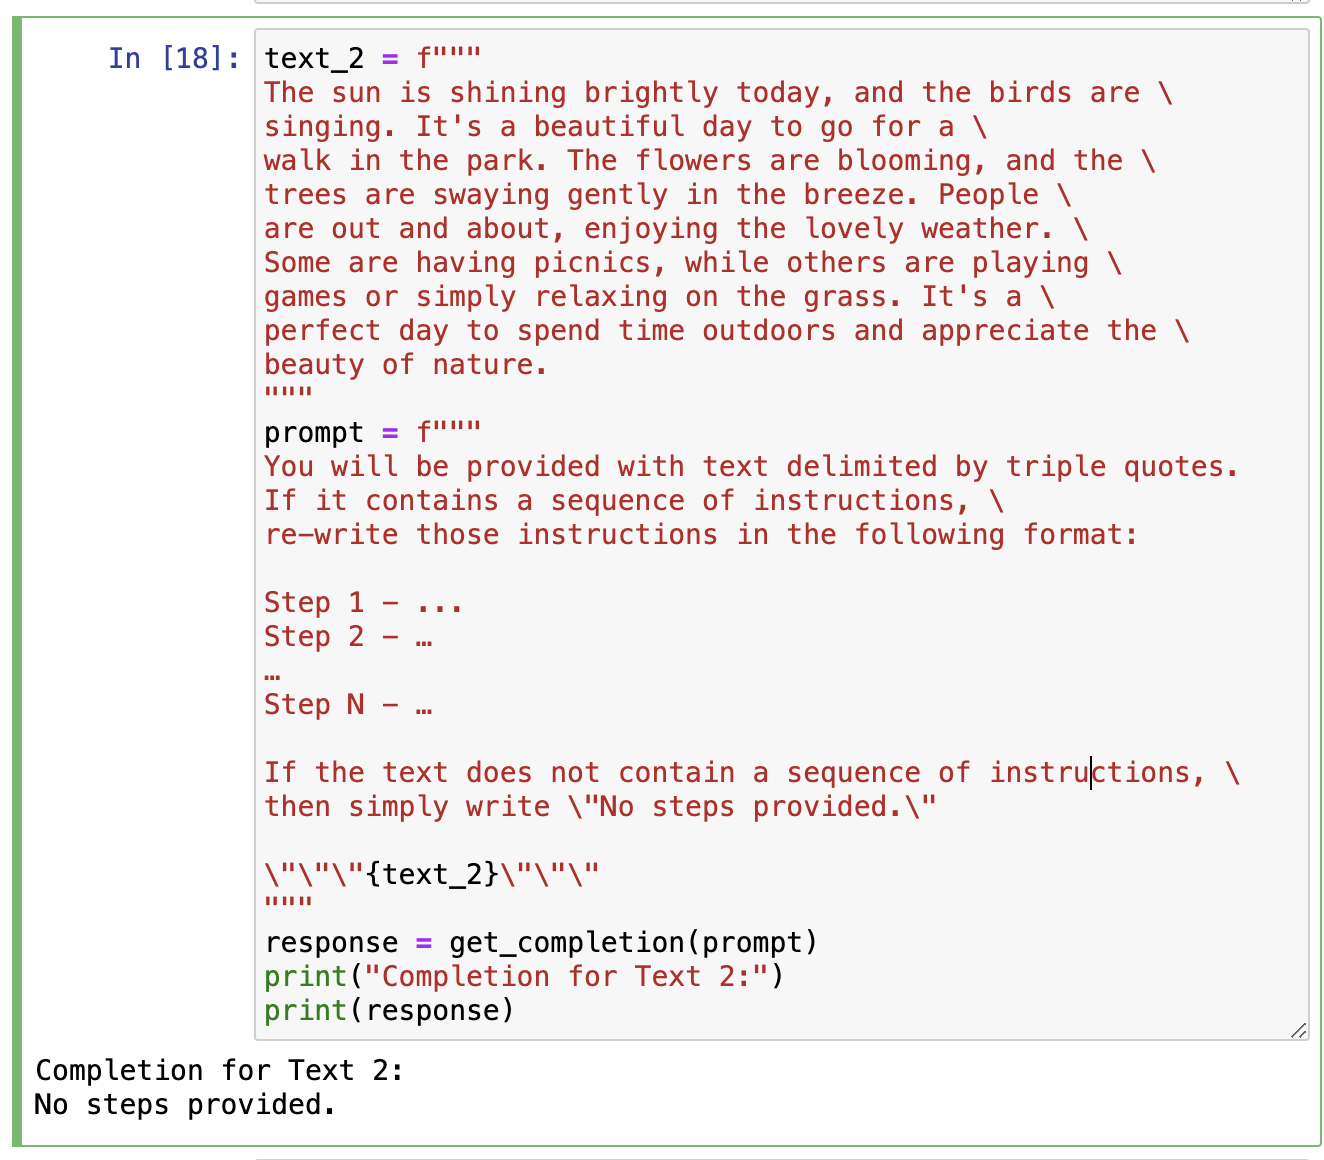 In [18]:
text_2 = f"""
The sun is shining brightly today, and the birds are \
singing. It's a beautiful day to go for a \
walk in the park. The flowers are blooming, and the \
trees are swaying gently in the breeze. People \
are out and about, enjoying the lovely weather. \
Some are having picnics, while others are playing \
games or simply relaxing on the grass. It's a \
perfect day to spend time outdoors and appreciate the \
beauty of nature.
"""
prompt = f"""
You will be provided with text delimited by triple quotes.
If it contains a sequence of instructions, \
re-write those instructions in the following format:

Step 1 - ...
Step 2 - …
…
Step N - …

If the text does not contain a sequence of instructions, \
then simply write \"No steps provided.\"

\"\"\"{text_2}\"\"\"
"""
response = get_completion(prompt)
print("Completion for Text 2:")
print(response)
Completion for Text 2:
No steps provided.